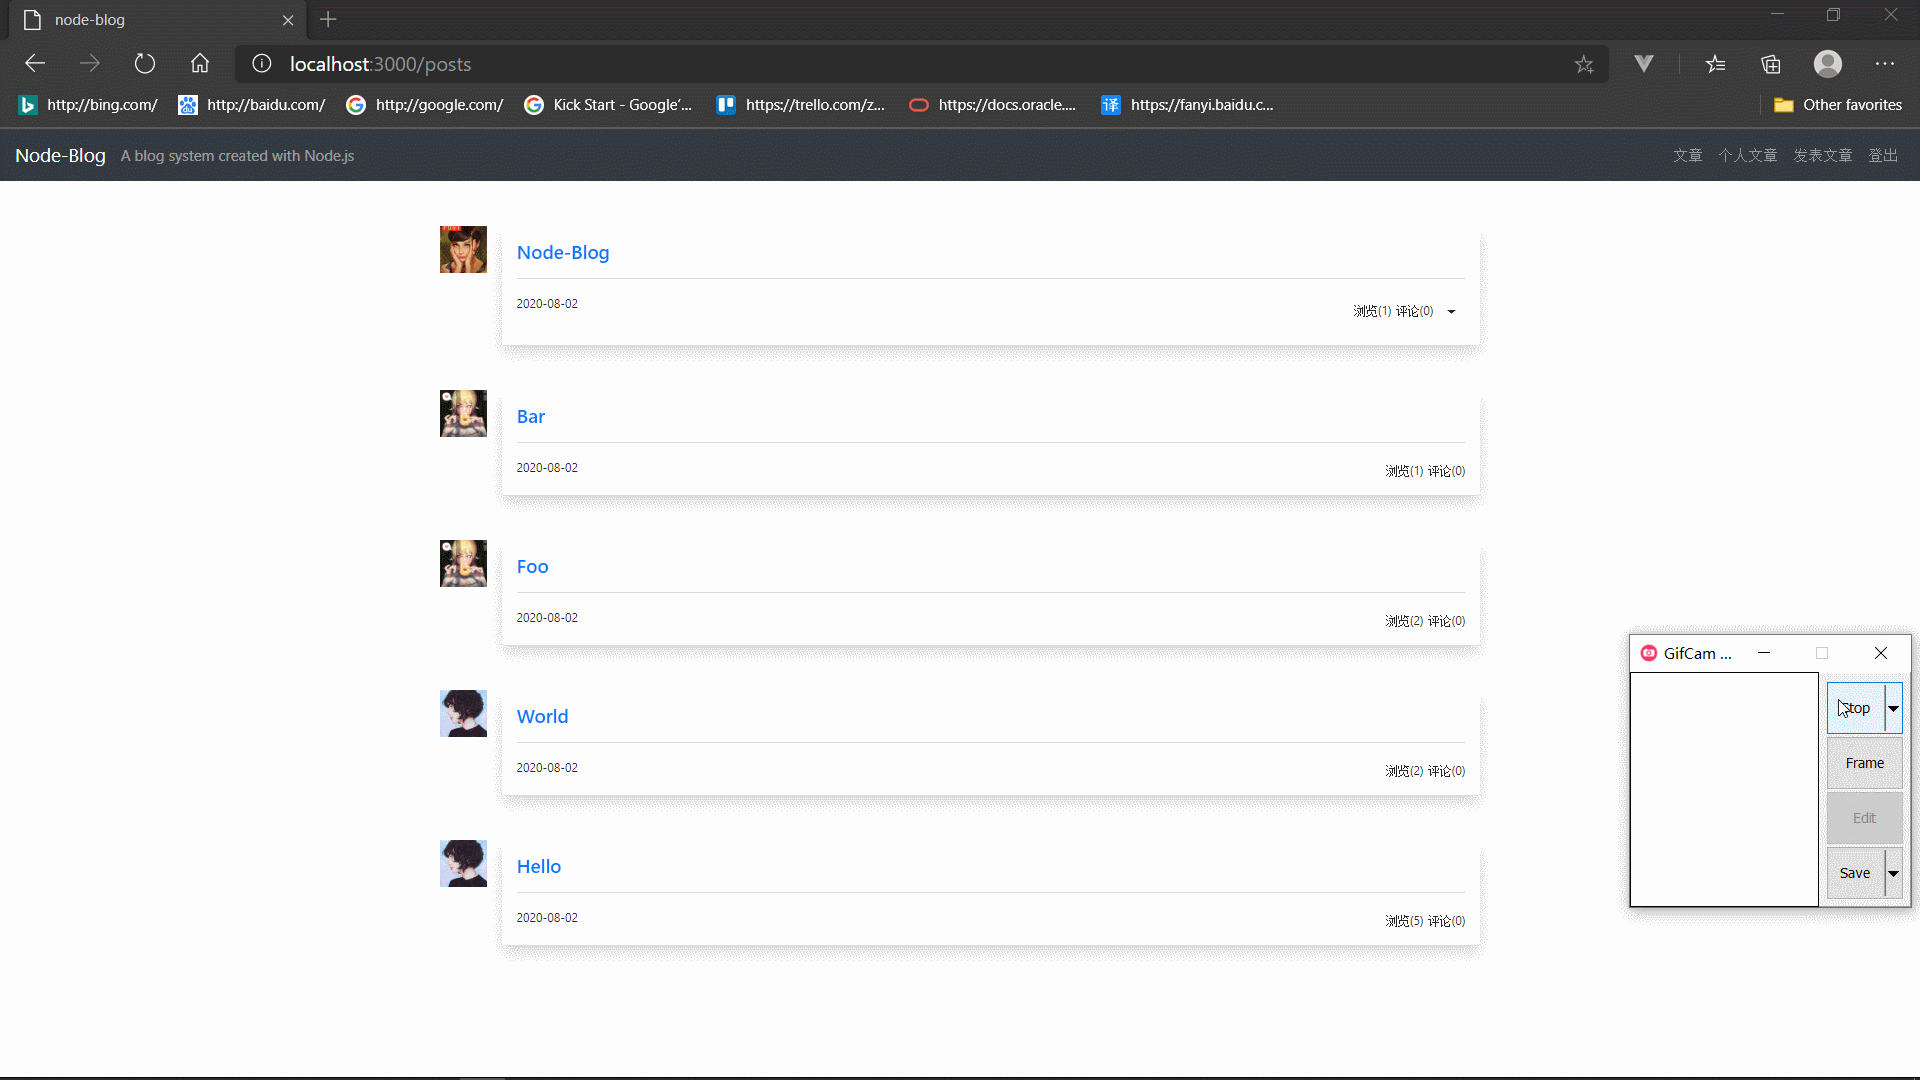 node-blog
localhost:3000/posts
http://bing.com/ http://baidu.com/ http://google.com/ Kick Start - Google'... https://trello.com/z... https://docs.oracle.... https://fanyi.baidu.c... Other favorites
Node-Blog A blog system created with Node.js 文章 个人文章 发表文章 登出
Node-Blog
2020-08-02 浏览(1) 评论(0)
Bar
2020-08-02 浏览(1) 评论(0)
Foo
2020-08-02 浏览(2) 评论(0)
World
2020-08-02 浏览(2) 评论(0)
Hello
2020-08-02 浏览(5) 评论(0)
GifCam ...
Stop
Frame
Edit
Save